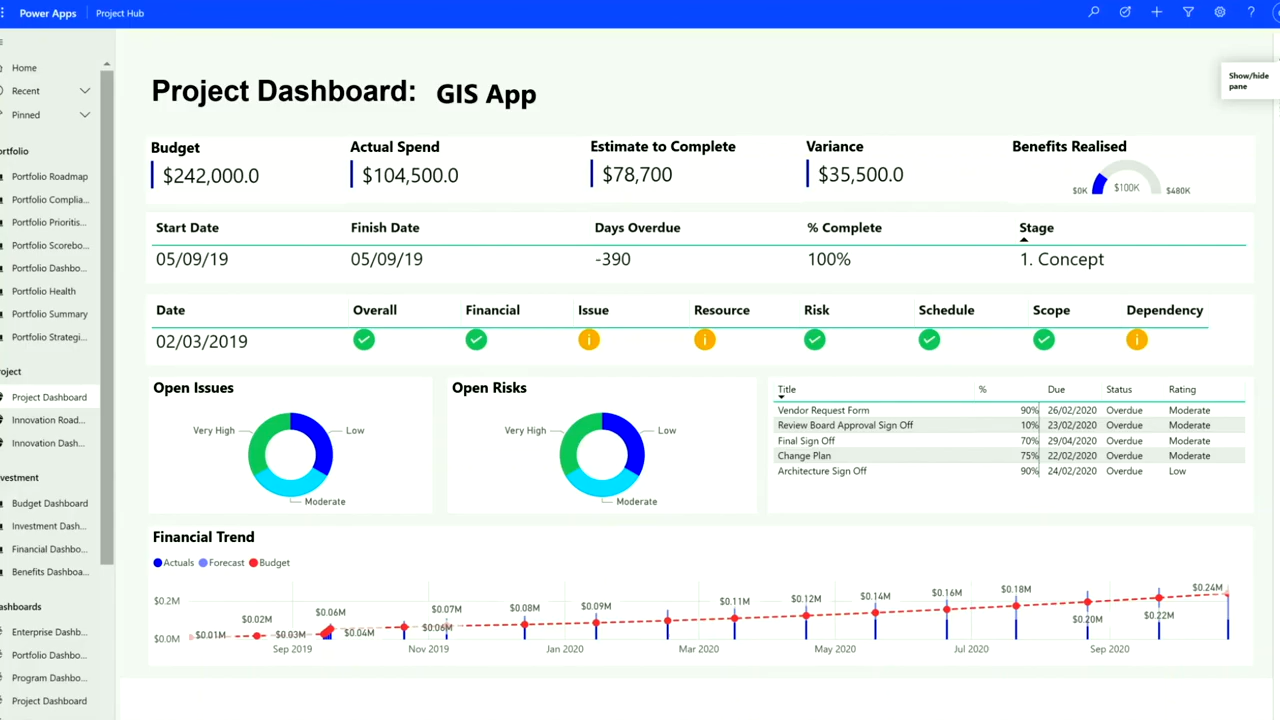 Power Apps
Project Hub
Home
Recent
Pinned
ortfolio
Portfolio Roadmap
Portfolio Complia...
Portfolio Prioritis...
Portfolio Scorebo...
Portfolio Dashbo...
Portfolio Health
Portfolio Summary
Portfolio Strategi...
roject
Project Dashboard
Innovation Road...
Innovation Dash...
vestment
Budget Dashboard
Investment Dash...
Financial Dashbo...
Benefits Dashboa...
ashboards
Enterprise Dashb...
Portfolio Dashbo...
Program Dashbo...
Project Dashboard
Show/hide
pane
Project Dashboard: GIS App
Budget Actual Spend Estimate to Complete Variance Benefits Realised
$242,000.0 $104,500.0 $78,700 $35,500.0
$0K $100K $480K
Start Date Finish Date Days Overdue % Complete Stage
05/09/19 05/09/19 -390 100% 1. Concept
Date Overall Financial Issue Resource Risk Schedule Scope Dependency
02/03/2019
Open Issues
Very High Low
Moderate
Open Risks
Very High Low
Moderate
Title % Due Status Rating
Vendor Request Form 90% 26/02/2020 Overdue Moderate
Review Board Approval Sign Off 10% 23/02/2020 Overdue Moderate
Final Sign Off 70% 29/04/2020 Overdue Moderate
Change Plan 75% 22/02/2020 Overdue Moderate
Architecture Sign Off 90% 24/02/2020 Overdue Low
Financial Trend
Actuals Forecast Budget
$0.2M
$0.0M
$0.01M $0.02M $0.03M $0.06M $0.04M $0.07M $0.06M $0.08M $0.09M $0.11M $0.12M $0.14M $0.16M $0.18M $0.20M $0.22M $0.24M
Sep 2019 Nov 2019 Jan 2020 Mar 2020 May 2020 Jul 2020 Sep 2020